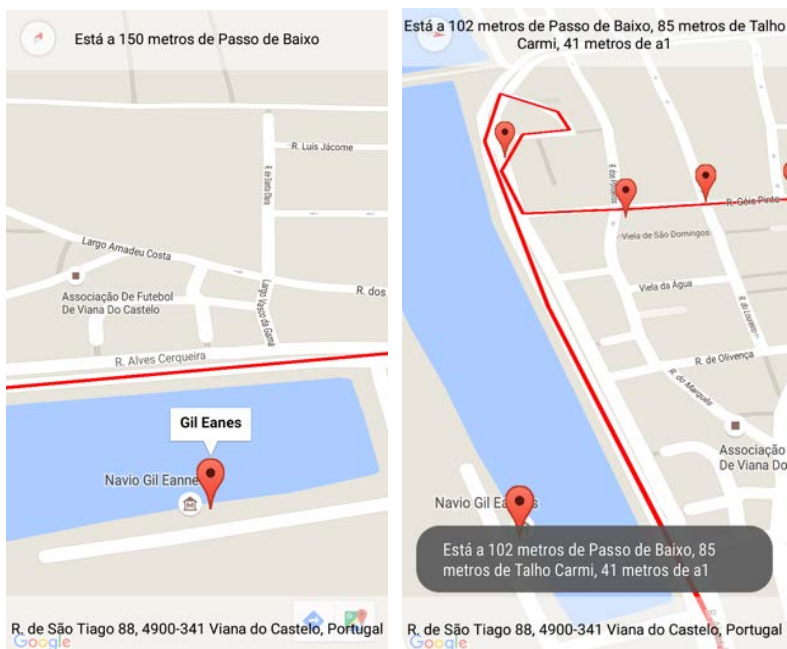 Está a 150 metros de Passo de Baixo
R. Luis Jácome
Largo Amadeu Costa
Associação De Futebol
De Viana Do Castelo
Largo Vasco da Gama
R. dos
R. Alves Cerqueira
Gil Eanes
Navio Gil Eanne
R. de São Tiago 88, 4900-341 Viana do Castelo, Portugal
Google
Está a 102 metros de Passo de Baixo, 85 metros de Talho
Carmi, 41 metros de a1
R. Góis Pinto
Viela de São Domingos
Viela da Água
R. do Loureiro
R. de Olivença
R. do Marquês
Associação
De Viana Do
Navio Gil Ea
s
Está a 102 metros de Passo de Baixo, 85
metros de Talho Carmi, 41 metros de a1
R. de São Tiago 88, 4900-341 Viana do Castelo, Portugal
Google